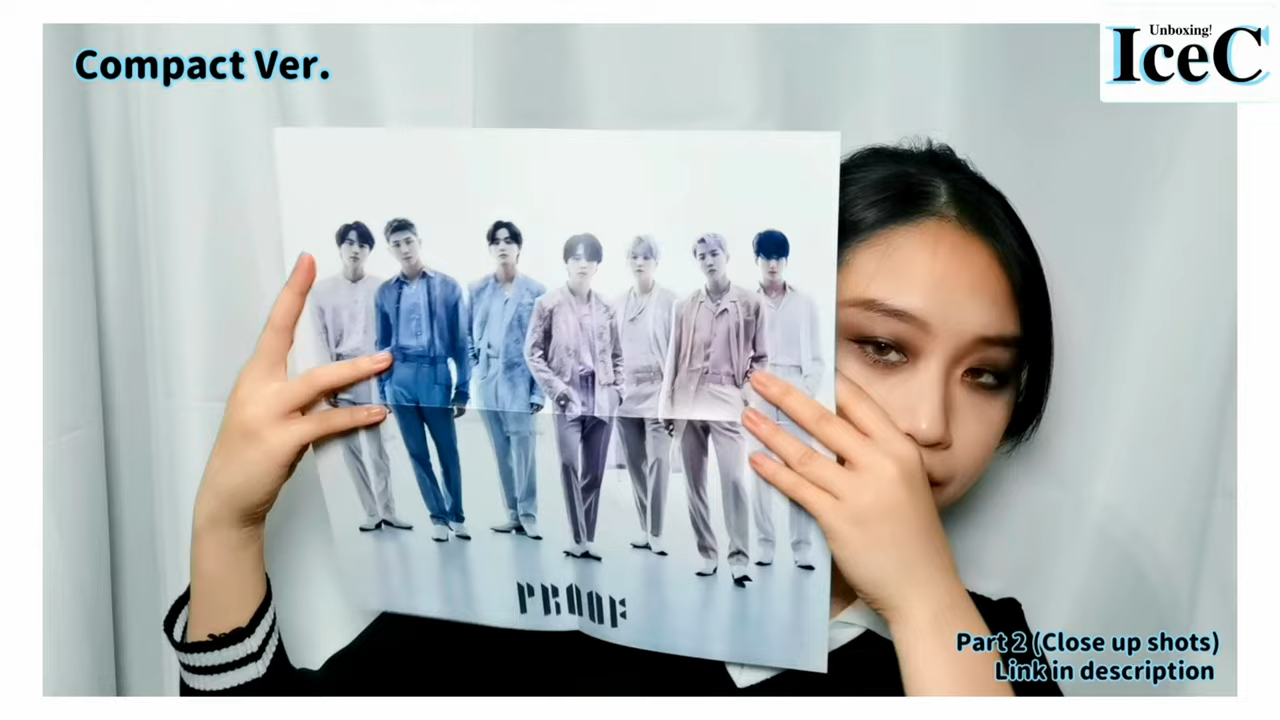 Compact Ver.
Unboxing!
IceC
PROOF
Part 2 (Close up shots)
Link in description